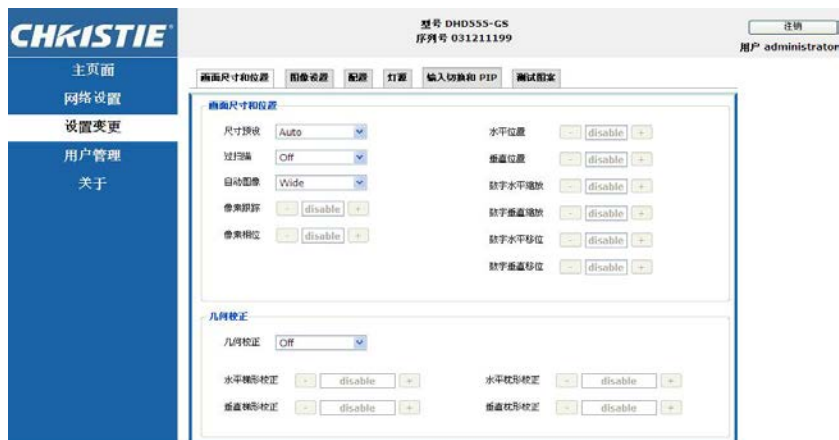 CHRISTIE
型号 DHD555-GS
序列号 031211199
注销
用户 administrator
主页面
网络设置
设置变更
用户管理
关于
画面尺寸和位置 图像设置 配置 灯源 输入切换和 PIP 测试图案
画面尺寸和位置
尺寸预设 Auto
过扫描 Off
自动图像 Wide
像素跟踪 - disable +
像素相位 - disable +
水平位置 - disable +
垂直位置 - disable +
数字水平缩放 - disable +
数字垂直缩放 - disable +
数字水平移位 - disable +
数字垂直移位 - disable +
几何校正
几何校正 Off
水平梯形校正 - disable + 水平枕形校正 - disable +
垂直梯形校正 - disable + 垂直枕形校正 - disable +